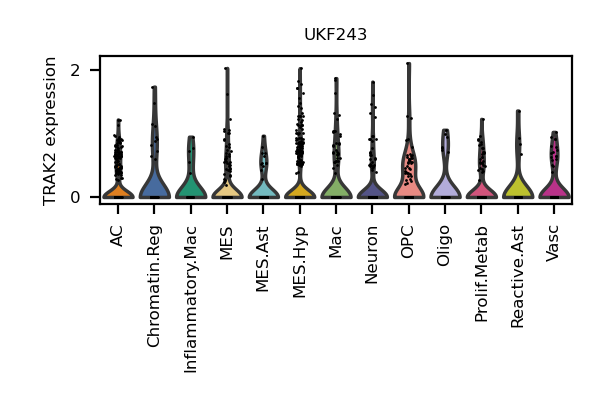 UKF243
TRAK2 expression
2
0
AC
Chromatin.Reg
Inflammatory.Mac
MES
MES.Ast
MES.Hyp
Mac
Neuron
OPC
Oligo
Prolif.Metab
Reactive.Ast
Vasc